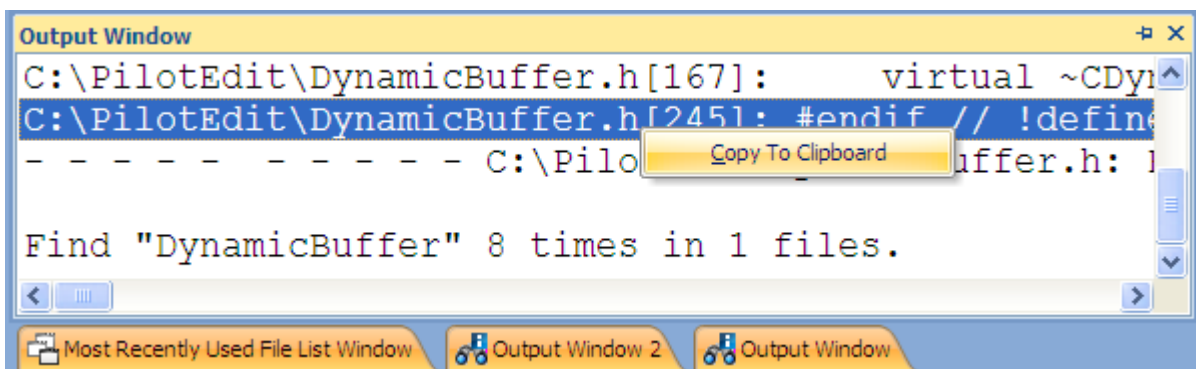 Output Window
C:\PilotEdit\DynamicBuffer.h[167]: virtual ~CDy
C:\PilotEdit\DynamicBuffer.h[245]: #endif // !define
Copy To Clipboard
- - - - - - - - - - C:\Pilo uffer.h:
Find "DynamicBuffer" 8 times in 1 files.
Most Recently Used File List Window Output Window 2 Output Window